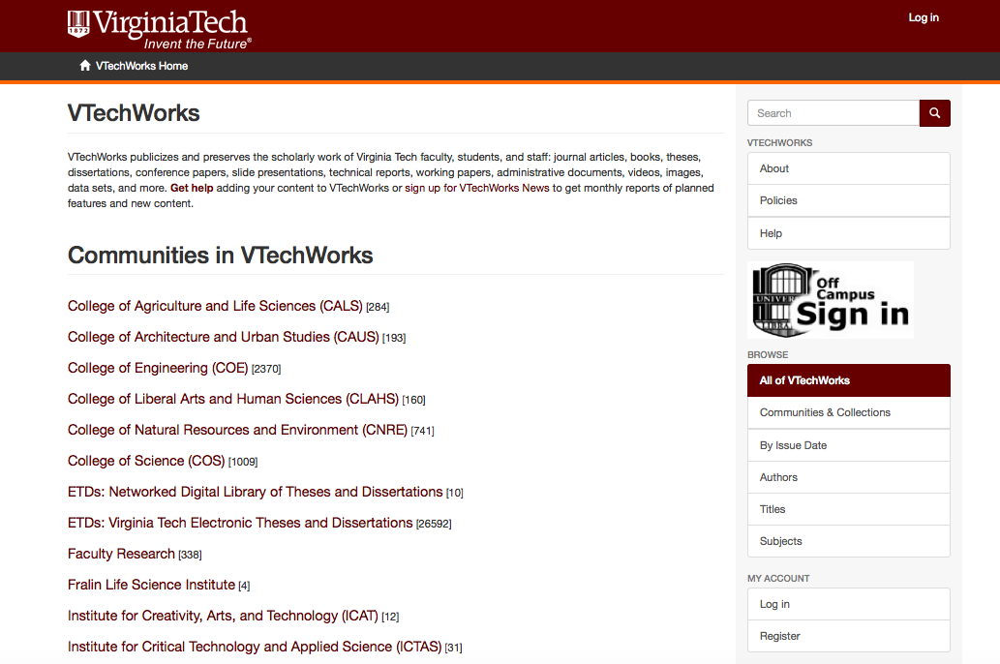 1872
VirginiaTech
Invent the Future®
Log in
VTechWorks Home
VTechWorks
VTechWorks publicizes and preserves the scholarly work of Virginia Tech faculty, students, and staff: journal articles, books, theses,
dissertations, conference papers, slide presentations, technical reports, working papers, administrative documents, videos, images,
data sets, and more. Get help adding your content to VTechWorks or sign up for VTechWorks News to get monthly reports of planned
features and new content.
Communities in VTechWorks
College of Agriculture and Life Sciences (CALS) [284]
College of Architecture and Urban Studies (CAUS) [193]
College of Engineering (COE) [2370]
College of Liberal Arts and Human Sciences (CLAHS) [160]
College of Natural Resources and Environment (CNRE) [741]
College of Science (COS) [1009]
ETDs: Networked Digital Library of Theses and Dissertations [10]
ETDs: Virginia Tech Electronic Theses and Dissertations [26592]
Faculty Research [338]
Fralin Life Science Institute [4]
Institute for Creativity, Arts, and Technology (ICAT) [12]
Institute for Critical Technology and Applied Science (ICTAS) [31]
Search
VTECHWORKS
About
Policies
Help
Off
Campus
Sign in
UNIVER
BROWSE
All of VTechWorks
Communities & Collections
By Issue Date
Authors
Titles
Subjects
MY ACCOUNT
Log in
Register